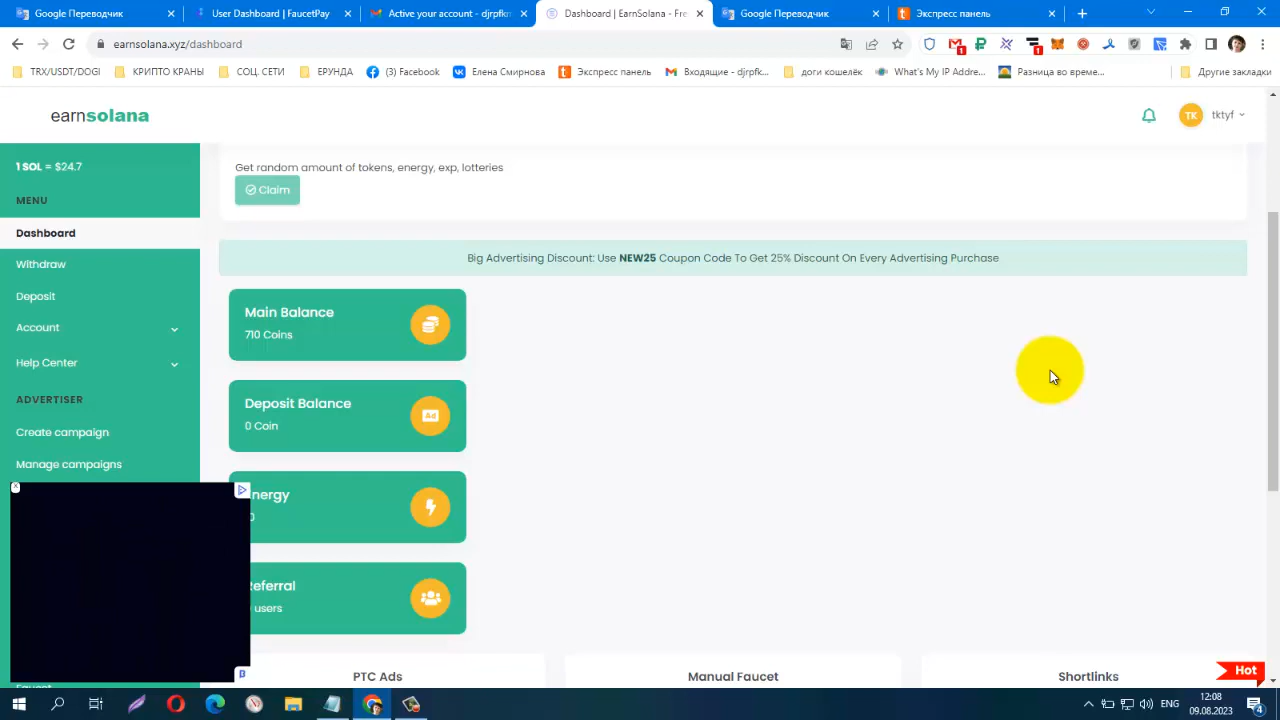 Google Переводчик
User Dashboard | FaucetPay
Active your account - djrpfkn
Dashboard | EarnSolana - Fre
Google Переводчик
Экспресс панель
earnsolana.xyz/dashboard
TRX/USDT/DOGI
КРИПТО КРАНЫ
СОЦ. СЕТИ
ЕРУНДА
(3) Facebook
Елена Смирнова
Экспресс панель
Входящие - djrpfk...
доги кошелёк
What's My IP Addre...
Разница во време...
Другие закладки
earnsolana
TK
tktyf
1 SOL = $24.7
MENU
Dashboard
Withdraw
Deposit
Account
Help Center
ADVERTISER
Create campaign
Manage campaigns
Get random amount of tokens, energy, exp, lotteries
Claim
Big Advertising Discount: Use NEW25 Coupon Code To Get 25% Discount On Every Advertising Purchase
Main Balance
710 Coins
Deposit Balance
0 Coin
Ad
nergy
0
eferral
users
PTC Ads
Manual Faucet
Shortlinks
Hot
ENG
12:08
09.08.2023
4